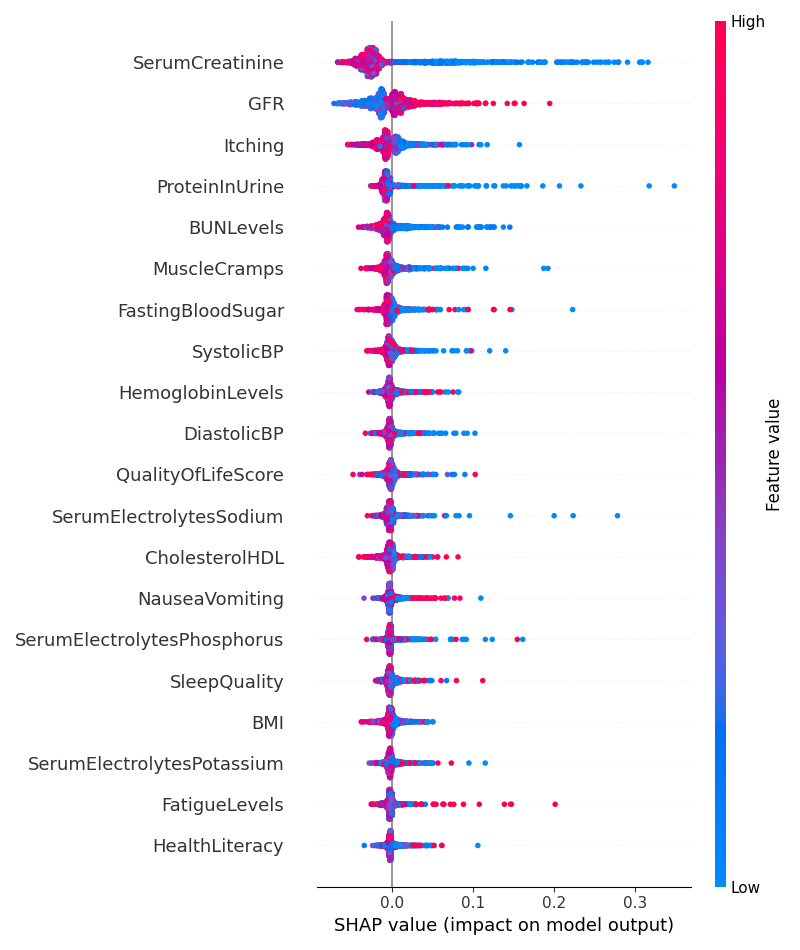 High
SerumCreatinine
GFR
Itching
ProteinInUrine
BUNLevels
MuscleCramps
FastingBloodSugar
SystolicBP
HemoglobinLevels
DiastolicBP
QualityOfLifeScore
SerumElectrolytesSodium
CholesterolHDL
NauseaVomiting
SerumElectrolytesPhosphorus
SleepQuality
BMI
SerumElectrolytesPotassium
FatigueLevels
HealthLiteracy
Feature value
Low
0.0 0.1 0.2 0.3
SHAP value (impact on model output)